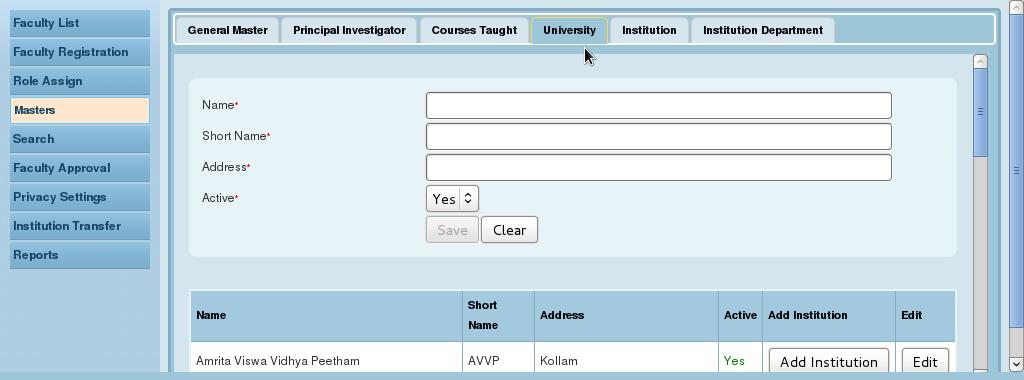 Faculty List
Faculty Registration
Role Assign
Masters
Search
Faculty Approval
Privacy Settings
Institution Transfer
Reports
General Master Principal Investigator Courses Taught University Institution Institution Department
Name*
Short Name*
Address*
Active* Yes
Save Clear
Name Short Name Address Active Add Institution Edit
Amrita Viswa Vidhya Peetham AVVP Kollam Yes Add Institution Edit